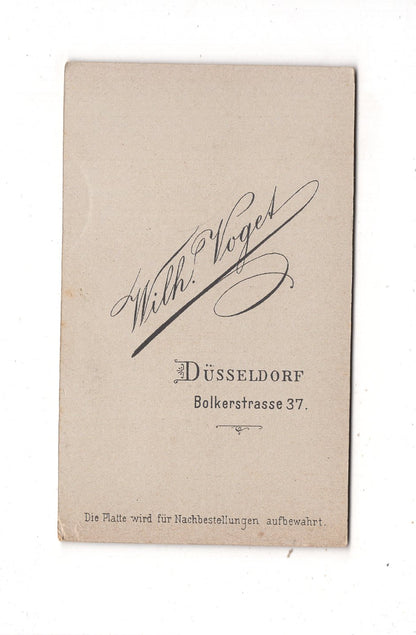 Wilh. Voget
DÜSSELDORF
Bolkerstrasse 37.
Die Platte wird für Nachbestellungen aufbewahrt.